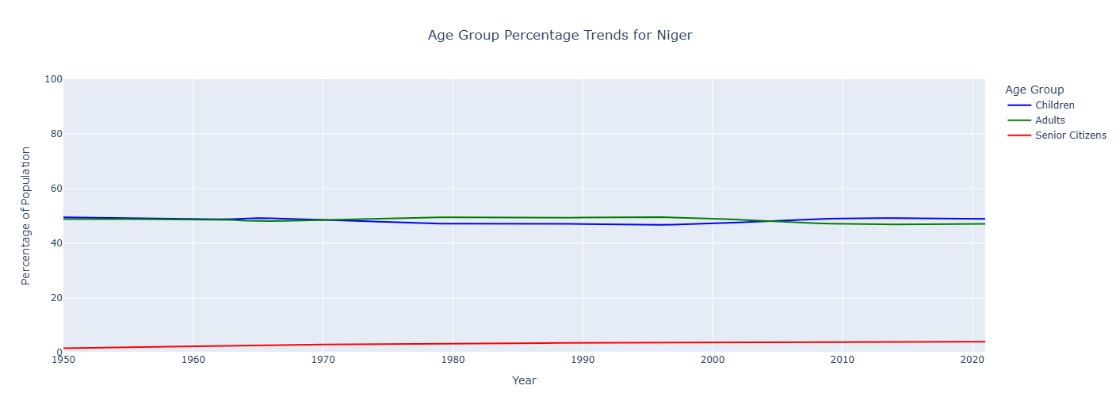 Age Group Percentage Trends for Niger
Age Group
Children
Adults
Senior Citizens
Percentage of Population
100
80
60
40
20
0
1950 1960 1970 1980 1990 2000 2010 2020
Year